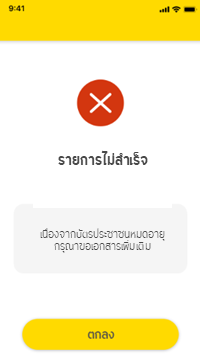 9:41
รายการไม่สำเร็จ
เนื่องจากบัตรประชาชนหมดอายุ
กรุณาขอเอกสารเพิ่มเติม
ตกลง